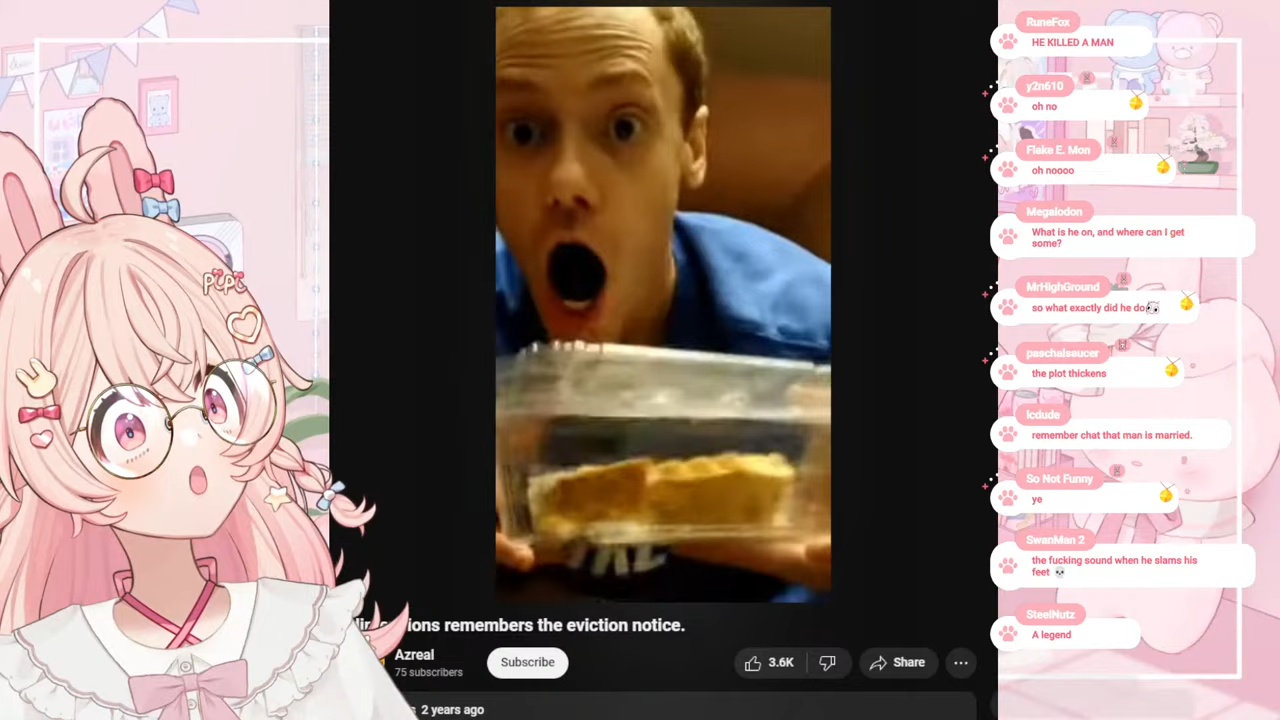 pipi
ions remembers the eviction notice.
Azreal
75 subscribers
Subscribe
3.6K
Share
2 years ago
RuneFox
HE KILLED A MAN
y2n610
oh no
Flake E. Mon
oh noooo
Megalodon
What is he on, and where can I get
some?
MrHighGround
so what exactly did he do
paschalsaucer
the plot thickens
lcdude
remember chat that man is married.
So Not Funny
ye
SwanMan 2
the fucking sound when he slams his
feet 💀
SteelNutz
A legend